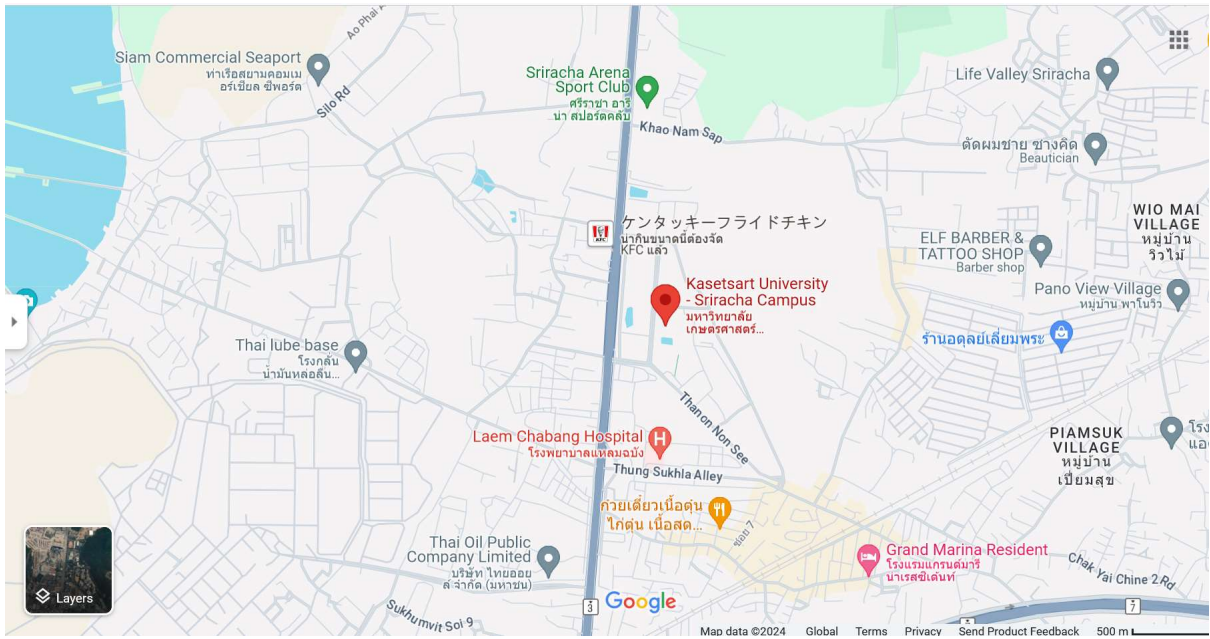 Ao Phai A
Siam Commercial Seaport
ท่าเรือสยามคอมเม
อร์เชียล ซีพอร์ต
Silo Rd
Sriracha Arena
Sport Club
ศรีราชา อารี
น่า สปอร์ตคลับ
Khao Nam Sap
Life Valley Sriracha
ตัดผมชาย ช่างคิด
Beautician
WIO MAI
VILLAGE
หมู่บ้าน
วิวไม้
ケンタッキーフライドチキン
น่ากินขนาดนี้ต้องจัด
KFC แล้ว
KFC
ELF BARBER &
TATTOO SHOP
Barber shop
Kasetsart University
- Sriracha Campus
มหาวิทยาลัย
เกษตรศาสตร์...
Pano View Village
หมู่บ้าน พาโนวิว
Thai lube base
โรงกลั่น
น้ำมันหล่อลื่น...
ร้านอดุลย์เลี่ยมพระ
Thanon Non See
Laem Chabang Hospital
โรงพยาบาลแหลมฉบัง
H
Thung Sukhla Alley
PIAMSUK
VILLAGE
หมู่บ้าน
เปี่ยมสุข
โรง
แอ
ก๋วยเตี๋ยวเนื้อตุ๋น
ไก่ตุ๋น เนื้อสด...
ซอย 7
Thai Oil Public
Company Limited
บริษัท ไทยออย
ล์ จำกัด (มหาชน)
Grand Marina Resident
โรงแรมแกรนด์มารี
น่าเรสซิเด้นท์
Chak Yai Chine 2 Rd
Layers
Sukhumvit Soi 9
3
Google
7
Map data ©2024 Global Terms Privacy Send Product Feedback 500 m